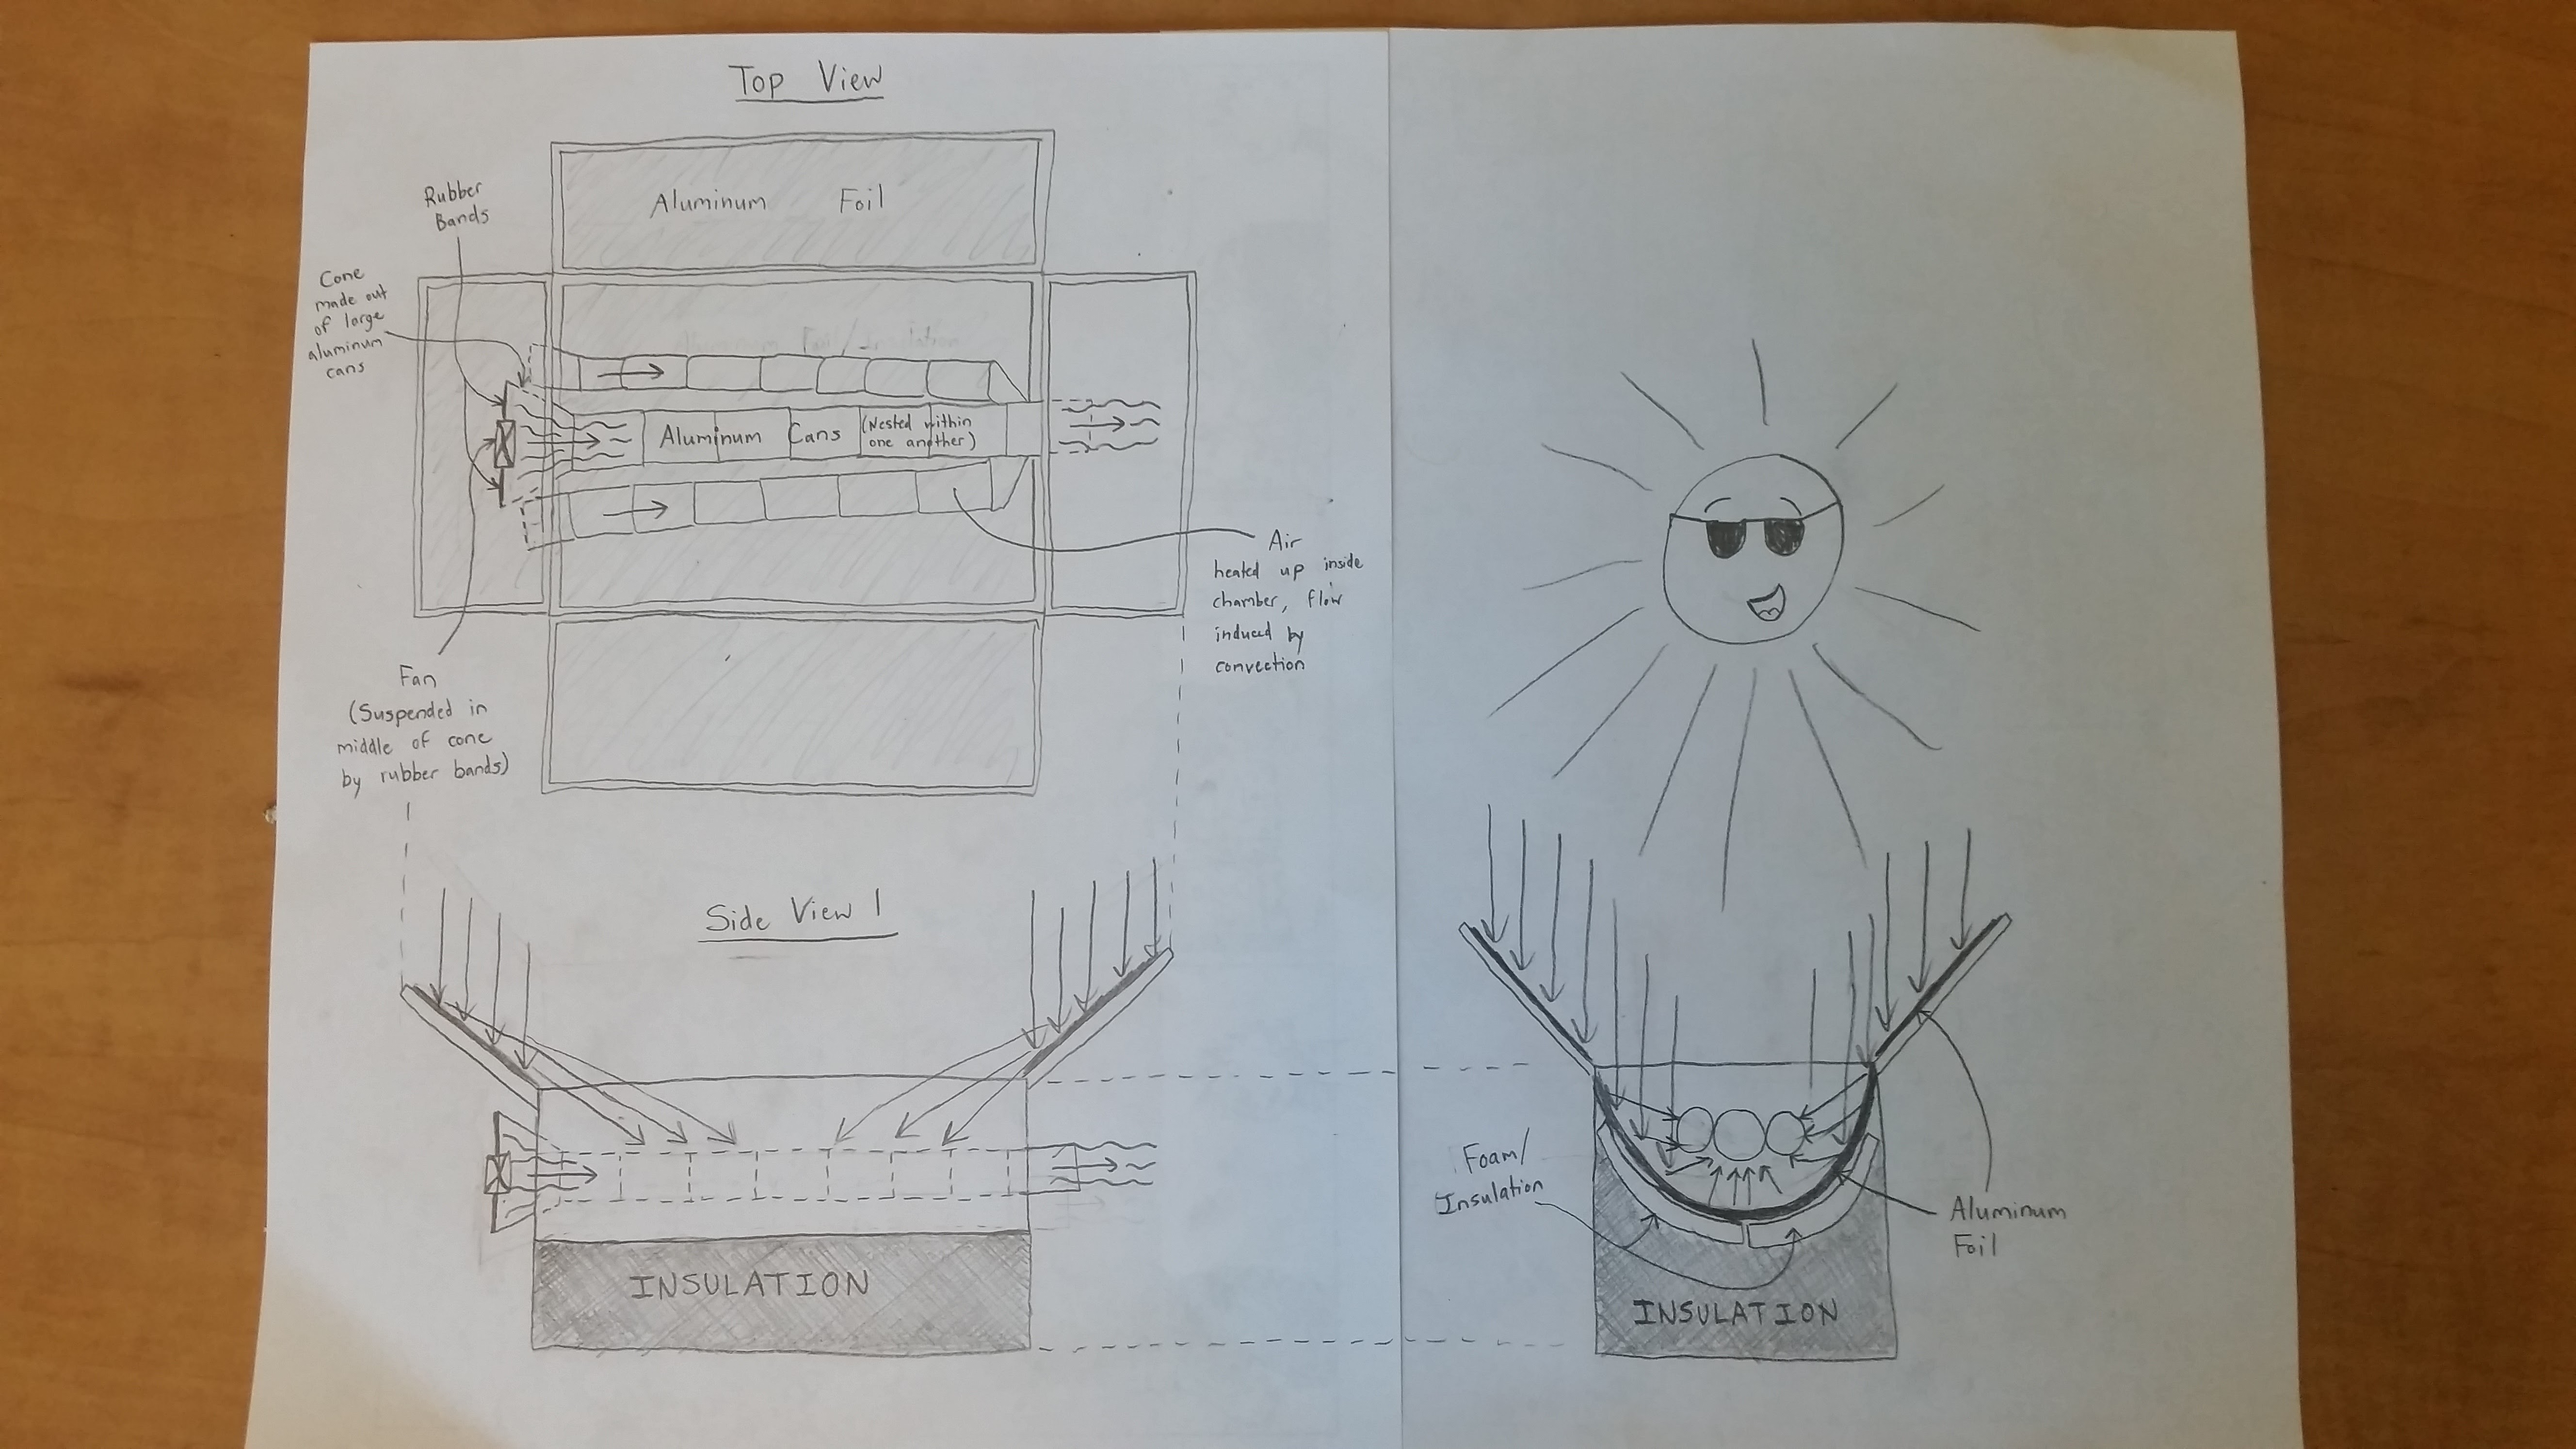 Top View
Rubber
Bands
Aluminum Foil
Cone
made out
of large
aluminum
cans
Aluminum Cans (Nested within
one another)
Air
heated up inside
chamber, flow
induced by
convection
Fan
(Suspended in
middle of cone
by rubber bands)
Side View 1
INSULATION
Foam/
Insulation
Aluminum
Foil
INSULATION